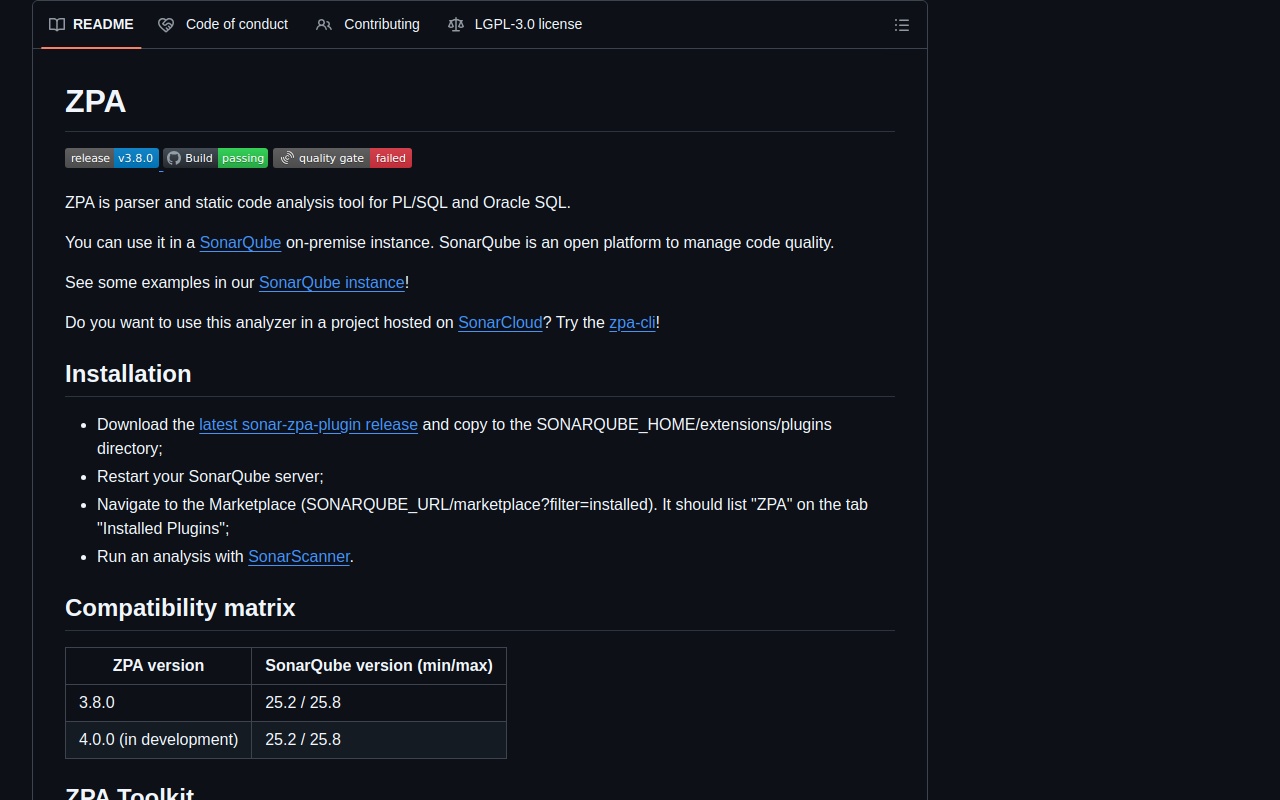 README
Code of conduct
Contributing
LGPL-3.0 license
ZPA
release v3.8.0
Build passing
quality gate failed
ZPA is parser and static code analysis tool for PL/SQL and Oracle SQL.
You can use it in a SonarQube on-premise instance. SonarQube is an open platform to manage code quality.
See some examples in our SonarQube instance!
Do you want to use this analyzer in a project hosted on SonarCloud? Try the zpa-cli!
Installation
Download the latest sonar-zpa-plugin release and copy to the SONARQUBE_HOME/extensions/plugins
directory;
Restart your SonarQube server;
Navigate to the Marketplace (SONARQUBE_URL/marketplace?filter=installed). It should list "ZPA" on the tab
"Installed Plugins";
Run an analysis with SonarScanner.
Compatibility matrix
ZPA version SonarQube version (min/max)
3.8.0 25.2 / 25.8
4.0.0 (in development) 25.2 / 25.8
ZPA Toolkit